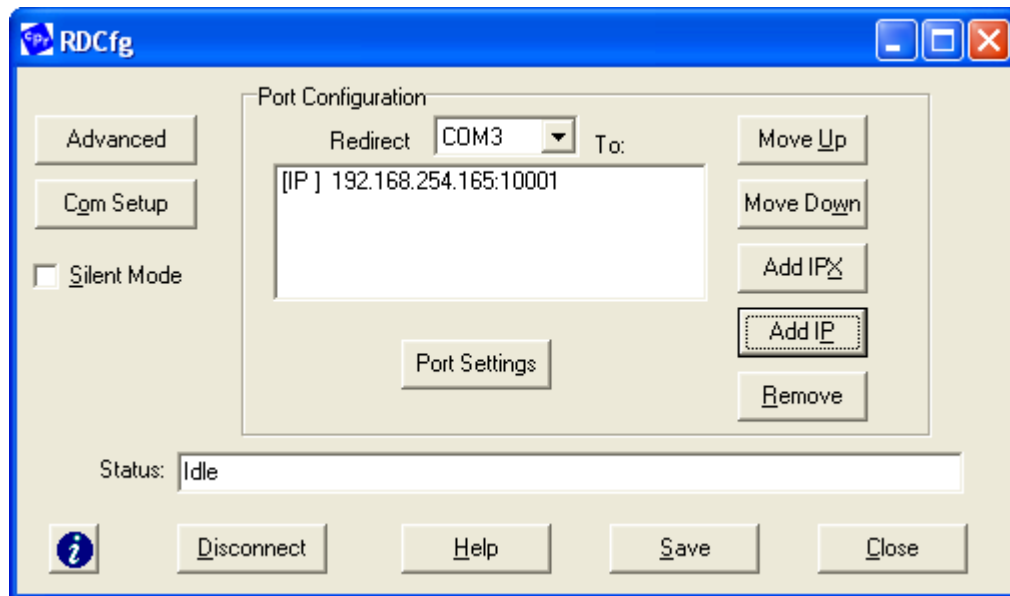 CPr RDCfg
Port Configuration
Advanced
Redirect COM3 To:
Move Up
[IP ] 192.168.254.165:10001
Com Setup
Move Down
Silent Mode
Add IPX
Add IP
Port Settings
Remove
Status: Idle
i Disconnect Help Save Close